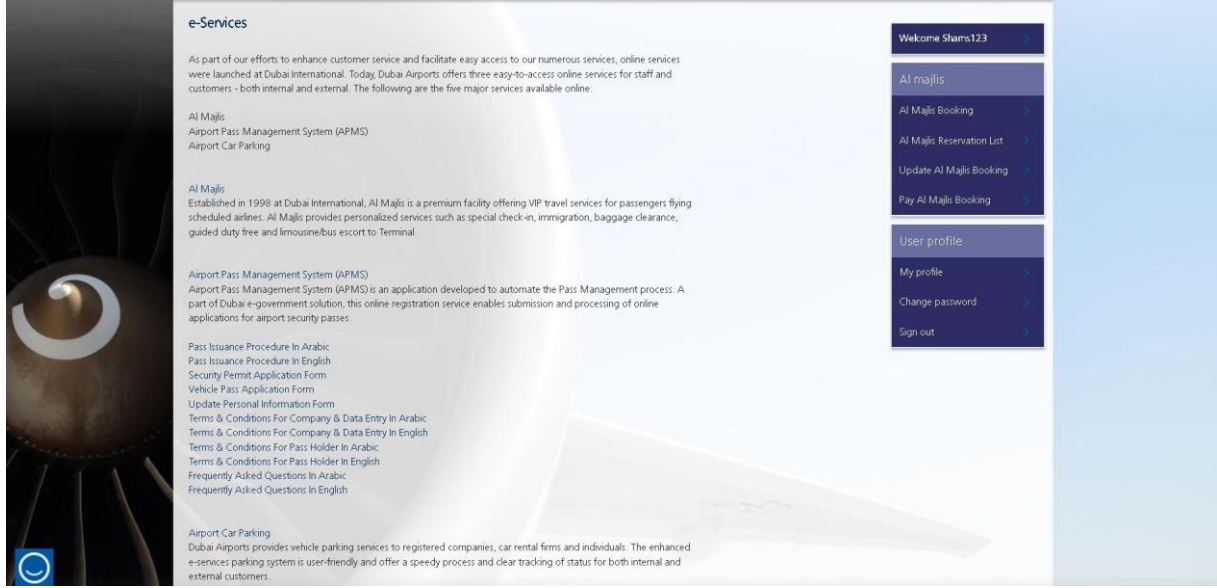 e-Services
As part of our efforts to enhance customer service and facilitate easy access to our numerous services, online services
were launched at Dubai International. Today, Dubai Airports offers three easy-to-access online services for staff and
customers - both internal and external. The following are the five major services available online:
Al Majlis
Airport Pass Management System (APMS)
Airport Car Parking
Al Majlis
Established in 1998 at Dubai International, Al Majlis is a premium facility offering VIP travel services for passengers flying
scheduled airlines. Al Majlis provides personalized services such as special check-in, immigration, baggage clearance,
guided duty free and limousine/bus escort to Terminal.
Airport Pass Management System (APMS)
Airport Pass Management System (APMS) is an application developed to automate the Pass Management process. A
part of Dubai e-government solution, this online registration service enables submission and processing of online
applications for airport security passes.
Pass Issuance Procedure In Arabic
Pass Issuance Procedure In English
Security Permit Application Form
Vehicle Pass Application Form
Update Personal Information Form
Terms & Conditions For Company & Data Entry In Arabic
Terms & Conditions For Company & Data Entry In English
Terms & Conditions For Pass Holder In Arabic
Terms & Conditions For Pass Holder In English
Frequently Asked Questions In Arabic
Frequently Asked Questions In English
Airport Car Parking
Dubai Airports provides vehicle parking services to registered companies, car rental firms and individuals. The enhanced
e-services parking system is user-friendly and offer a speedy process and clear tracking of status for both internal and
external customers.
Welcome Shams123
Al majlis
Al Majlis Booking
Al Majlis Reservation List
Update Al Majlis Booking
Pay Al Majlis Booking
User profile
My profile
Change password
Sign out